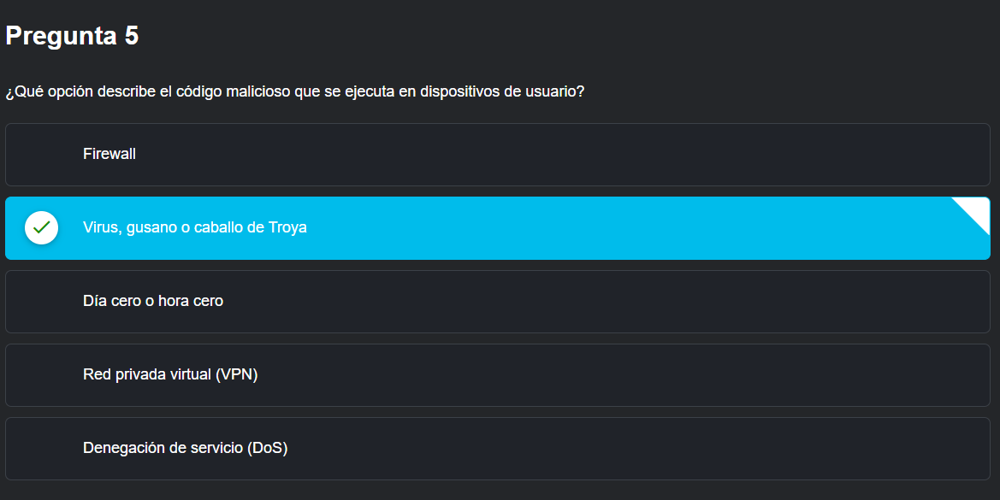 Pregunta 5
¿Qué opción describe el código malicioso que se ejecuta en dispositivos de usuario?
Firewall
Virus, gusano o caballo de Troya
Día cero o hora cero
Red privada virtual (VPN)
Denegación de servicio (DoS)